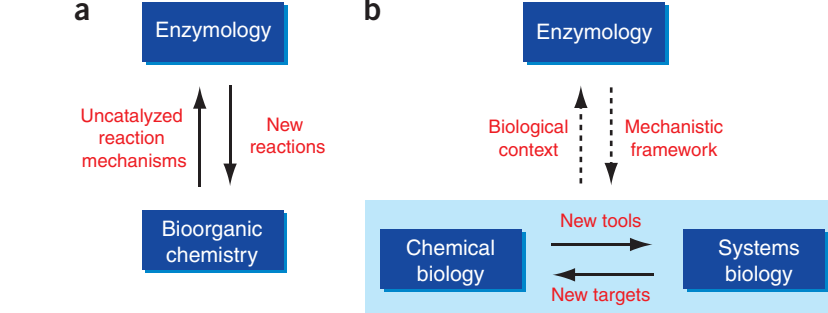 a
Enzymology
Uncatalyzed
reaction
mechanisms
New
reactions
Bioorganic
chemistry
b
Enzymology
Biological
context
Mechanistic
framework
Chemical
biology
New tools
New targets
Systems
biology